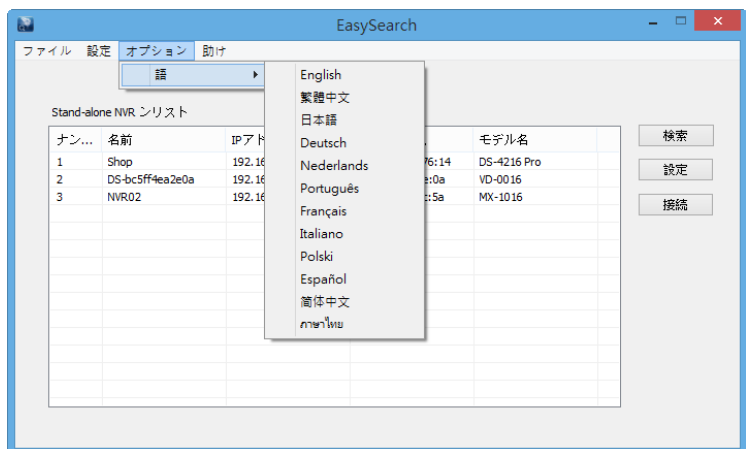 EasySearch
ファイル 設定 オプション 助け
語
English
繁體中文
日本語
Deutsch
Nederlands
Português
Français
Italiano
Polski
Español
简体中文
ภาษาไทย
Stand-alone NVR ンリスト
ナン... 名前 IPアド モデル名
1 Shop 192.16 76:14 DS-4216 Pro
2 DS-bc5ff4ea2e0a 192.16 e:0a VD-0016
3 NVR02 192.16 :5a MX-1016
検索
設定
接続